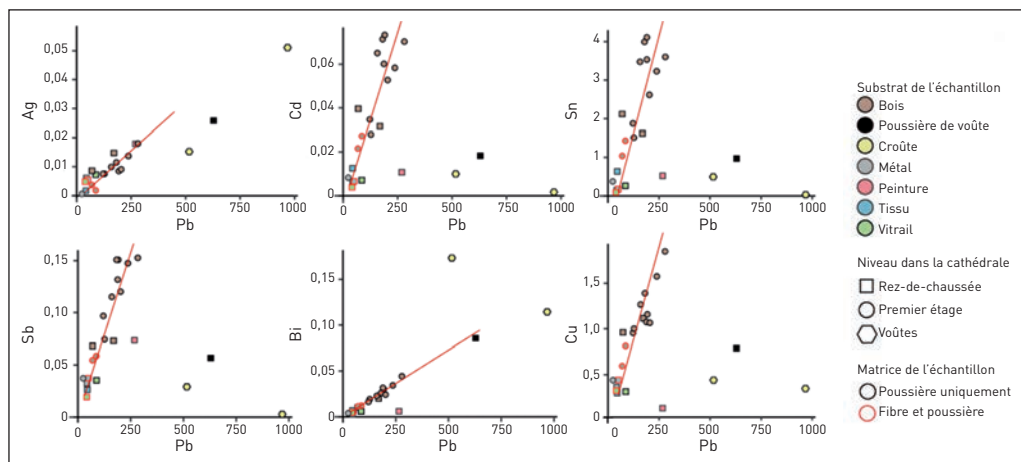 0,05
0,04
0,03
0,02
0,01
0
Ag
0 250 500 750 1000
Pb
0,06
0,04
0,02
0
Cd
0 250 500 750 1000
Pb
4
3
2
1
0
Sn
0 250 500 750 1000
Pb
0,15
0,10
0,05
0
Sb
0 250 500 750 1000
Pb
0,15
0,10
0,05
0
Bi
0 250 500 750 1000
Pb
1,5
1,0
0,5
0
Cu
0 250 500 750 1000
Pb
Substrat de l’échantillon
Bois
Poussière de voûte
Croûte
Métal
Peinture
Tissu
Vitrail
Niveau dans la cathédrale
Rez-de-chaussée
Premier étage
Voûtes
Matrice de l’échantillon
Poussière uniquement
Fibre et poussière